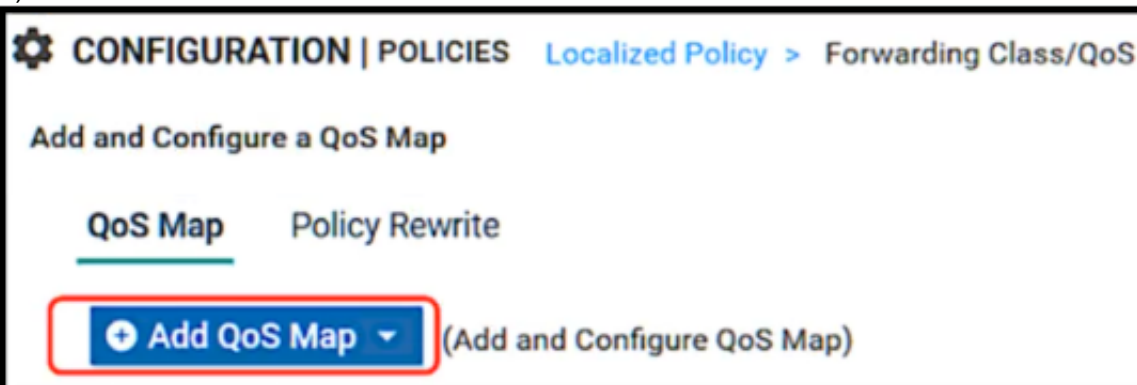 CONFIGURATION | POLICIES Localized Policy > Forwarding Class/QoS
Add and Configure a QoS Map
QoS Map Policy Rewrite
Add QoS Map (Add and Configure QoS Map)